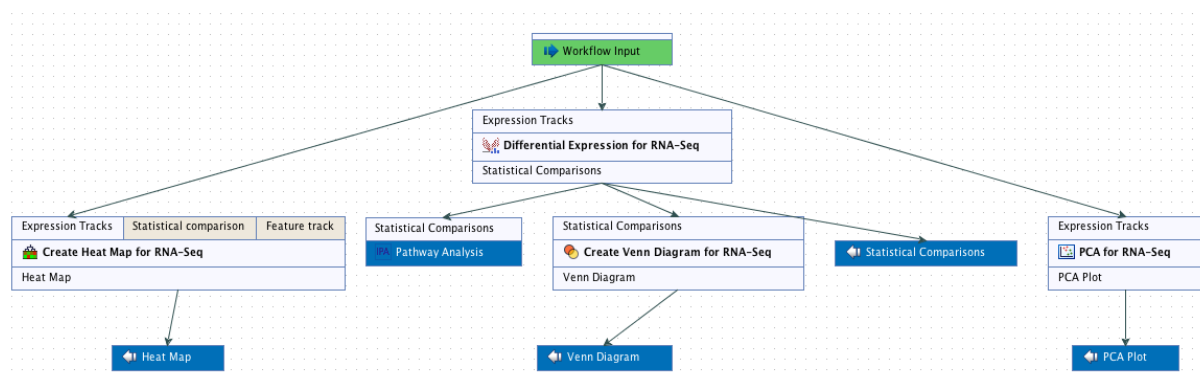 Workflow Input
Expression Tracks
Differential Expression for RNA-Seq
Statistical Comparisons
Expression Tracks Statistical comparison Feature track
Create Heat Map for RNA-Seq
Heat Map
Statistical Comparisons
IPA Pathway Analysis
Statistical Comparisons
Create Venn Diagram for RNA-Seq
Venn Diagram
Statistical Comparisons
Expression Tracks
PCA for RNA-Seq
PCA Plot
Heat Map
Venn Diagram
PCA Plot